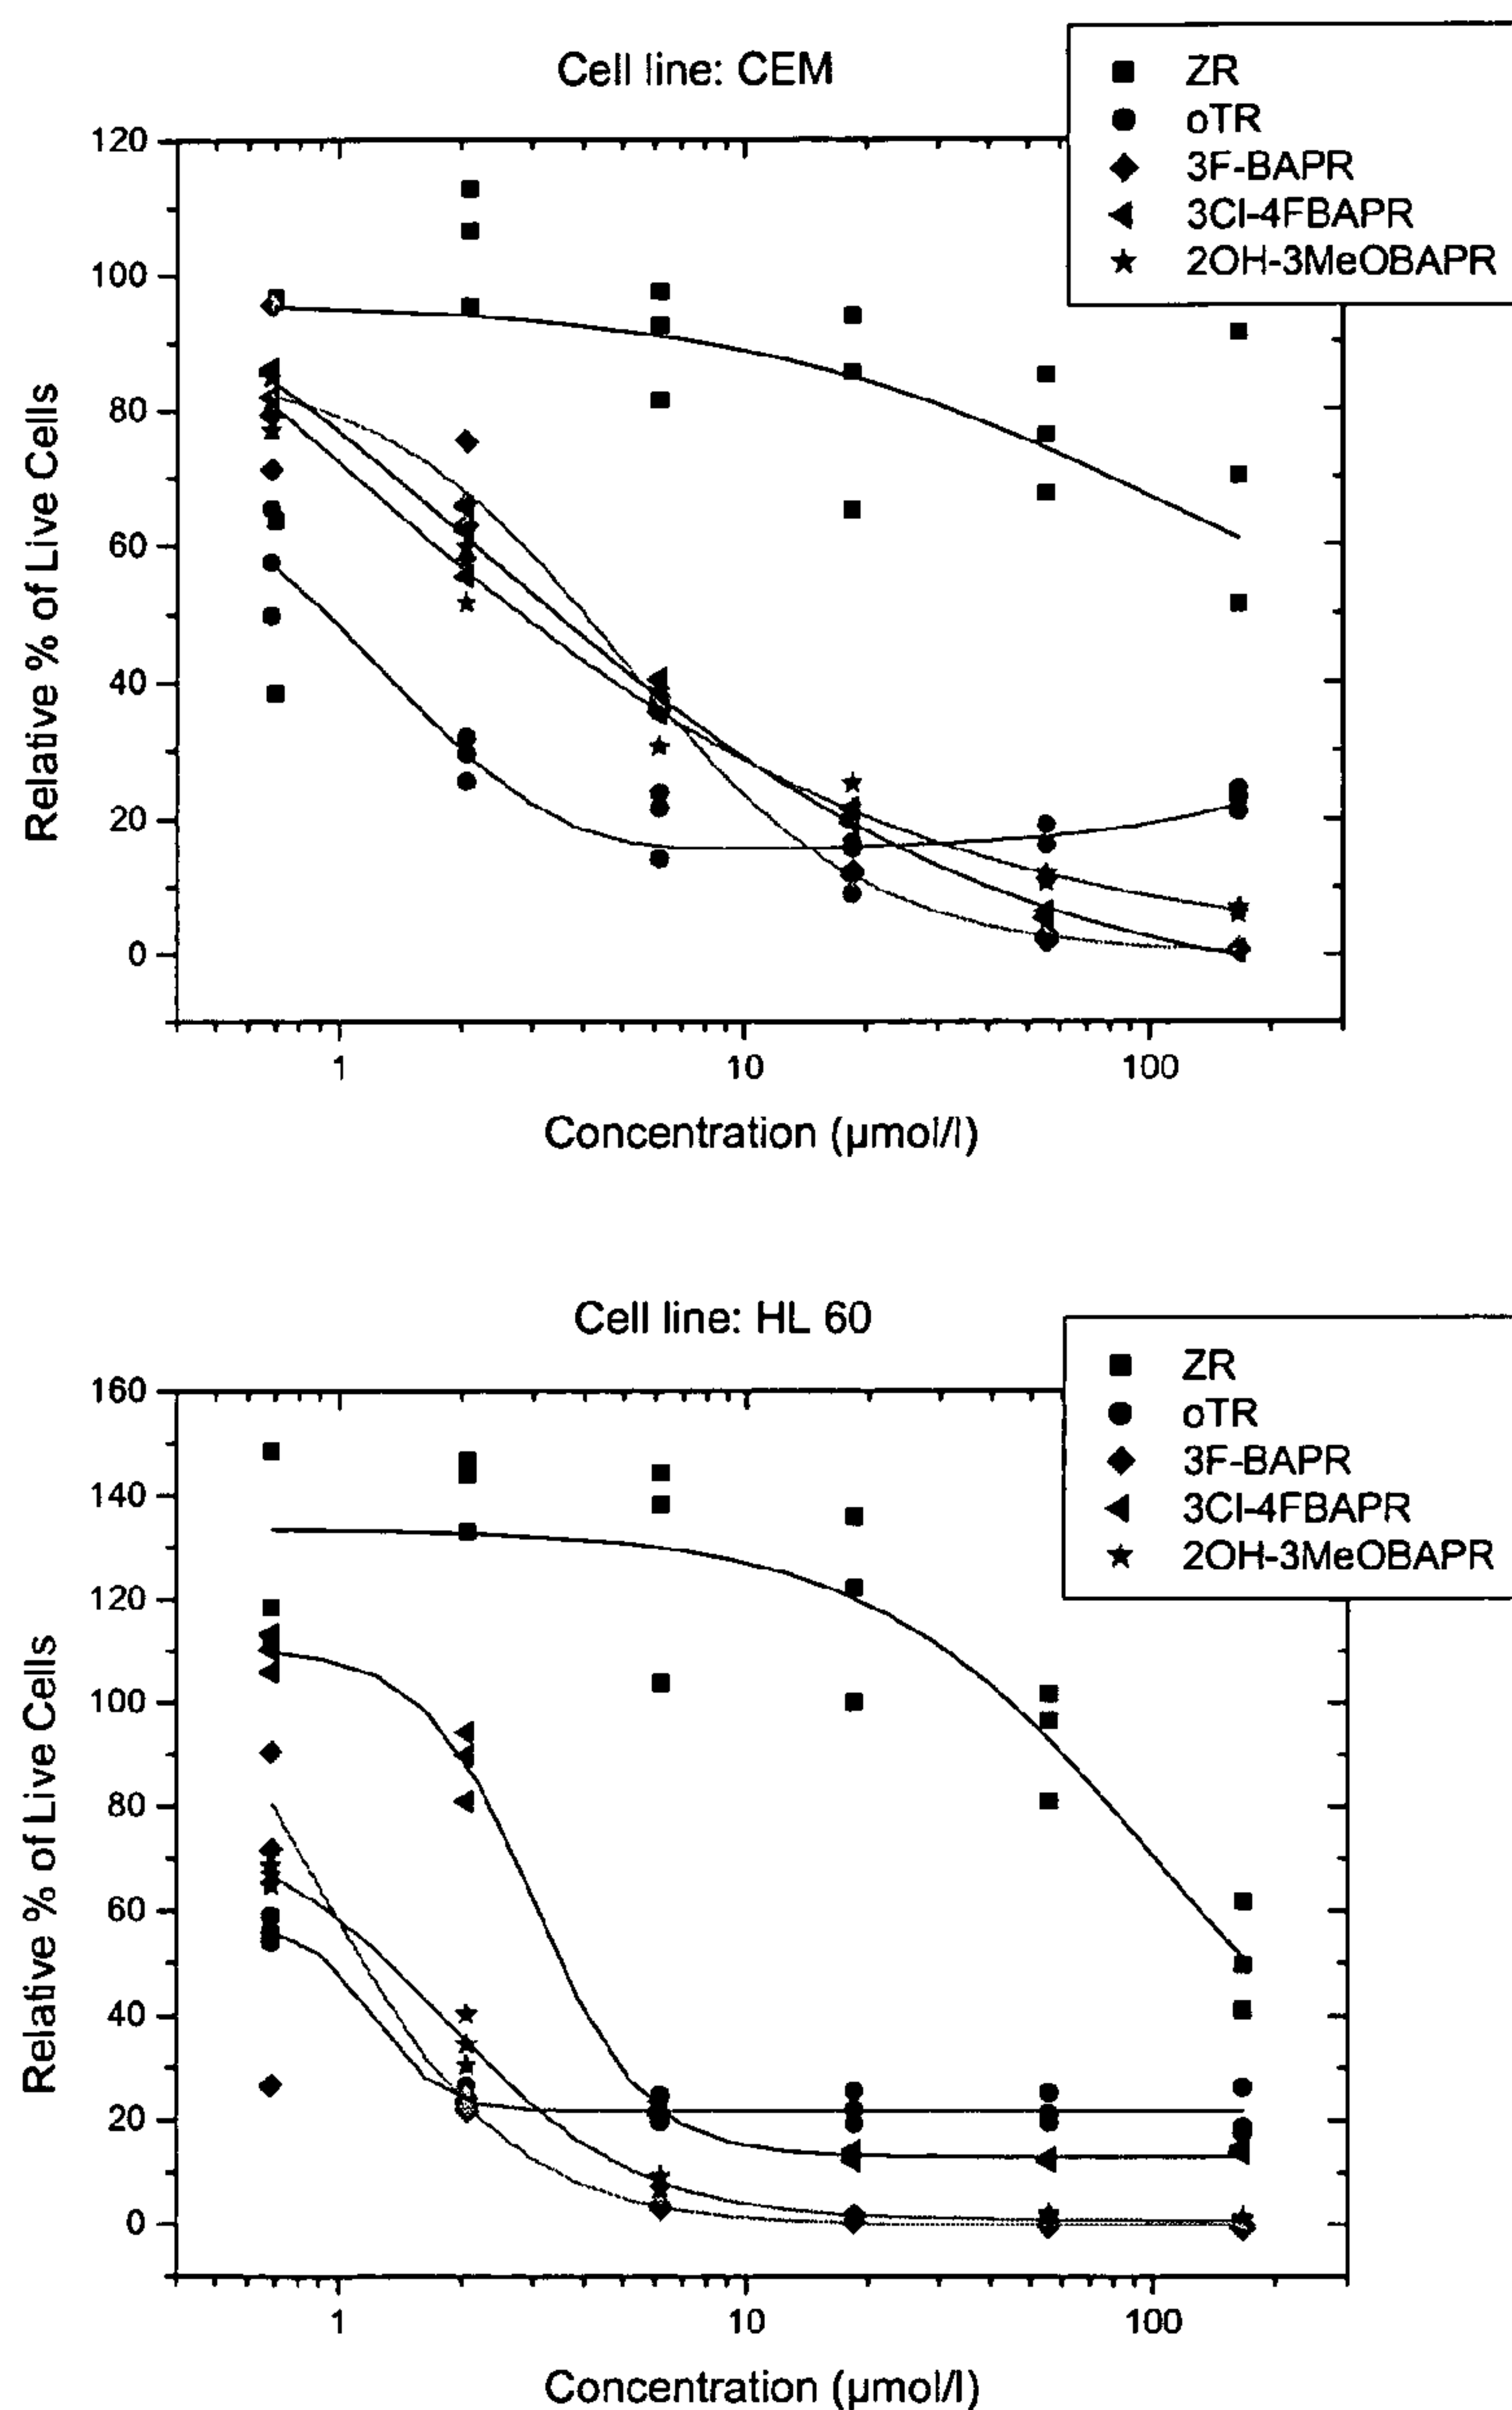 Cell line: CEM
ZR
oTR
3F-BAPR
3Cl-4FBAPR
2OH-3MeOBAPR
120
100
80
60
40
20
0
Relative % of Live Cells
1
10
100
Concentration (µmol/l)
Cell line: HL 60
ZR
oTR
3F-BAPR
3Cl-4FBAPR
2OH-3MeOBAPR
160
140
120
100
80
60
40
20
0
Relative % of Live Cells
1
10
100
Concentration (µmol/l)